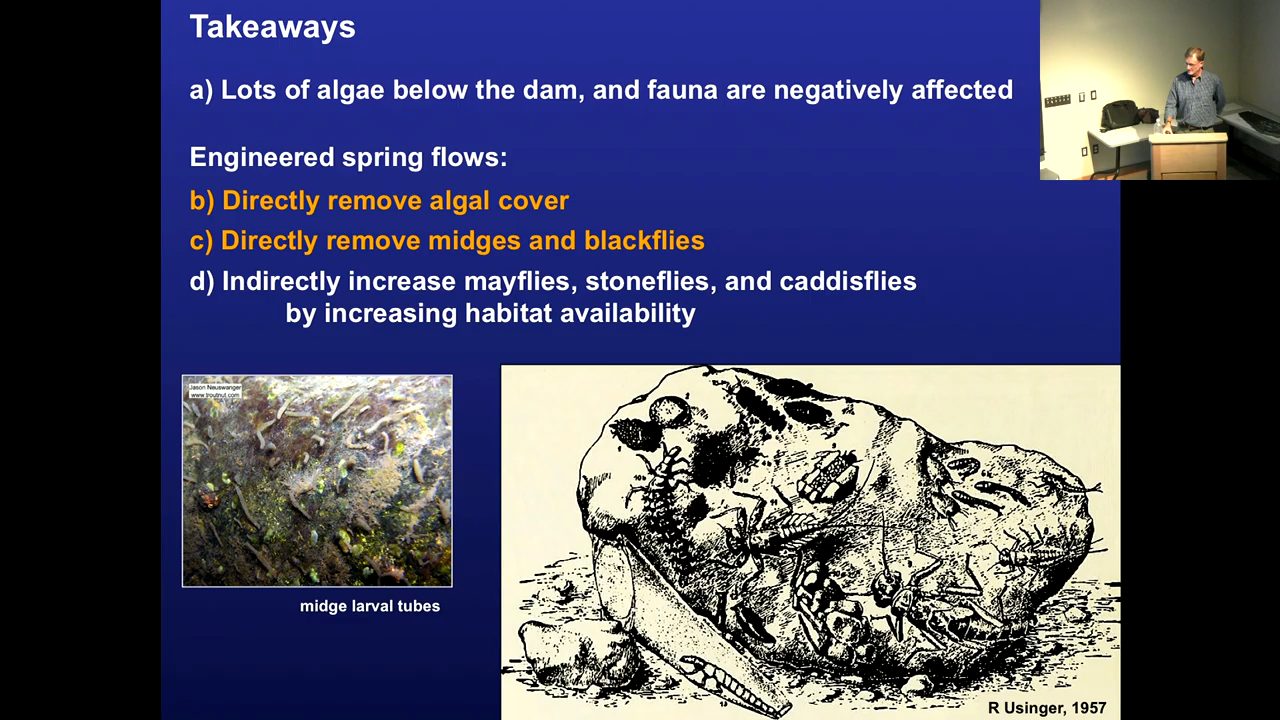 Takeaways
a) Lots of algae below the dam, and fauna are negatively affected
Engineered spring flows:
b) Directly remove algal cover
c) Directly remove midges and blackflies
d) Indirectly increase mayflies, stoneflies, and caddisflies
by increasing habitat availability
Jason Neuswanger
www.troutnut.com
midge larval tubes
R Usinger, 1957